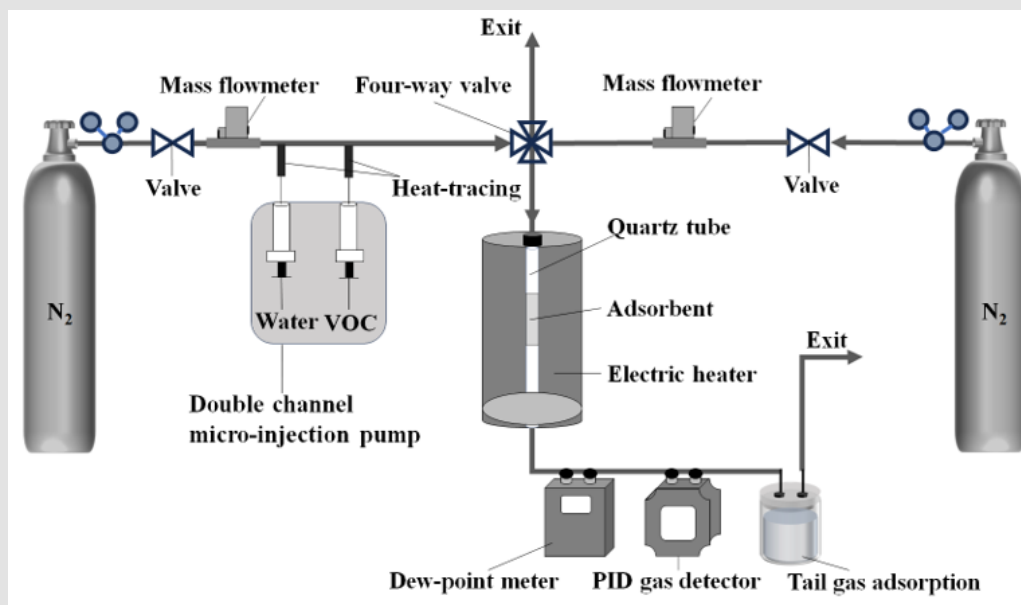 Exit
Mass flowmeter
Four-way valve
Mass flowmeter
Valve
Heat-tracing
Valve
Quartz tube
N₂
Water VOC
Adsorbent
N₂
Exit
Electric heater
Double channel
micro-injection pump
Dew-point meter
PID gas detector
Tail gas adsorption